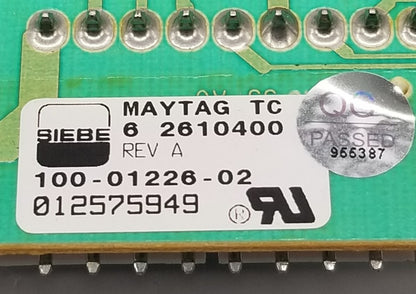 MAYTAG TC
SIEBE
6 2610400
REV A
100-01226-02
012575949
®
QC
PASSED
955387